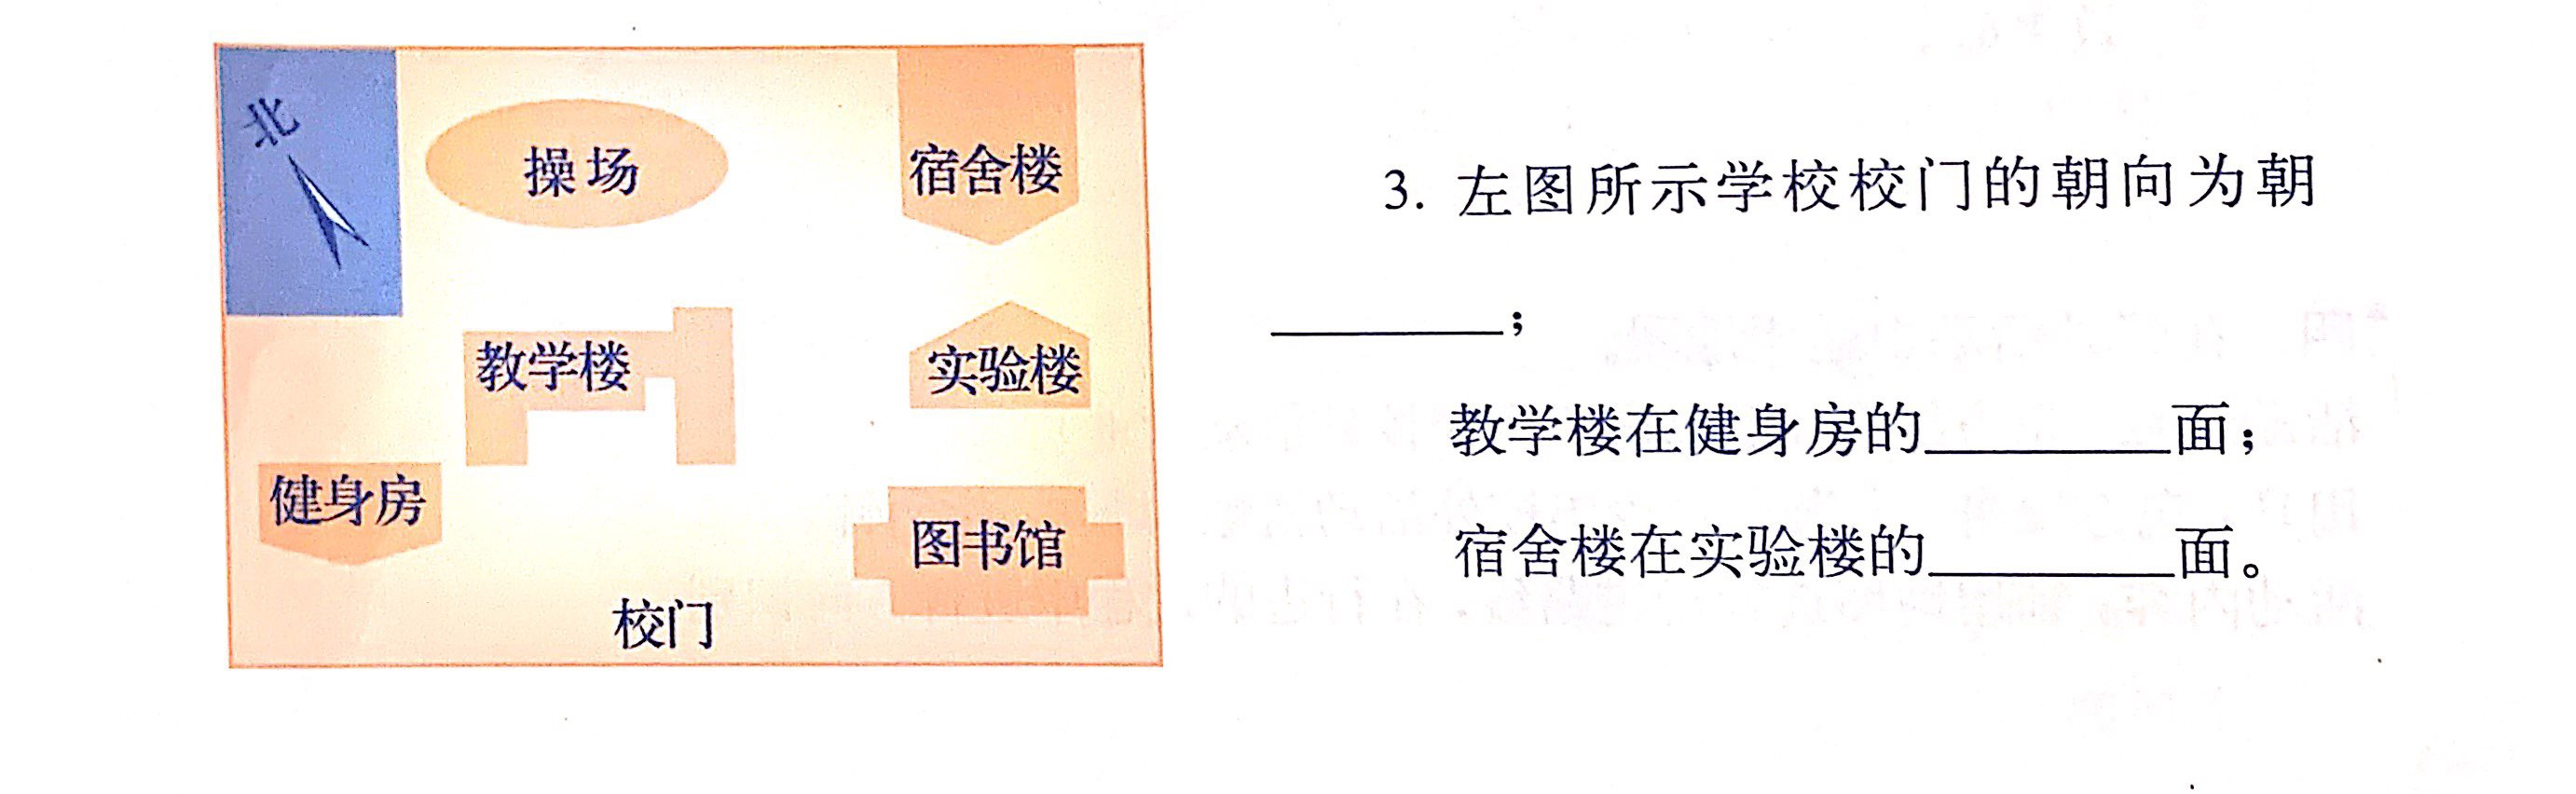 北
操场
宿舍楼
教学楼
实验楼
健身房
图书馆
校门
3. 左图所示学校校门的朝向为朝
________；
教学楼在健身房的________面；
宿舍楼在实验楼的________面。